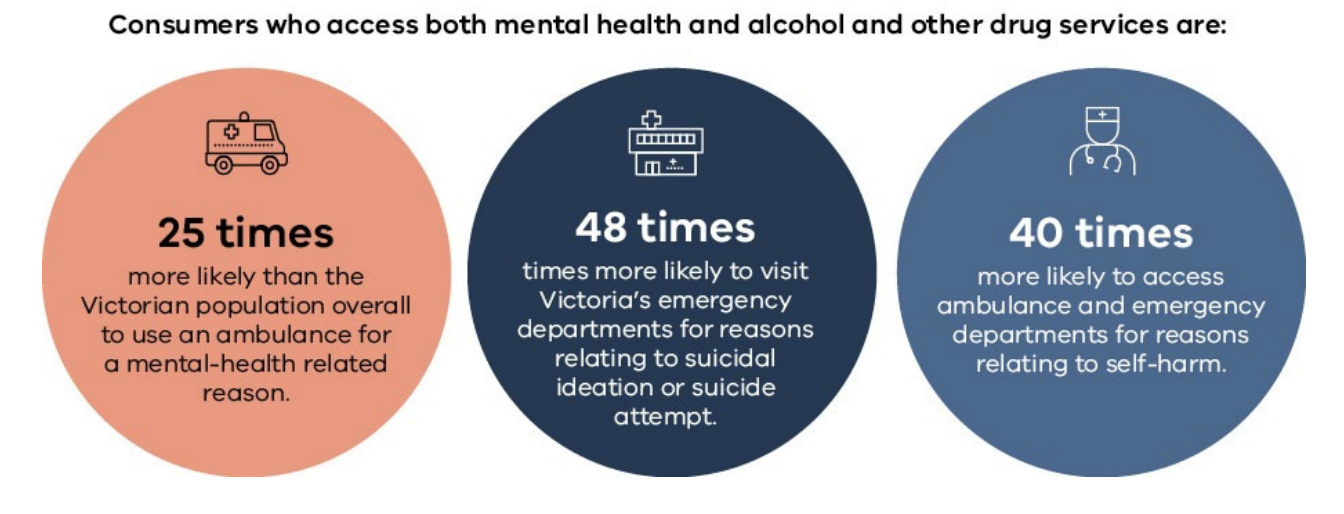 Consumers who access both mental health and alcohol and other drug services are:
25 times
more likely than the
Victorian population overall
to use an ambulance for
a mental-health related
reason.
48 times
times more likely to visit
Victoria's emergency
departments for reasons
relating to suicidal
ideation or suicide
attempt.
40 times
more likely to access
ambulance and emergency
departments for reasons
relating to self-harm.